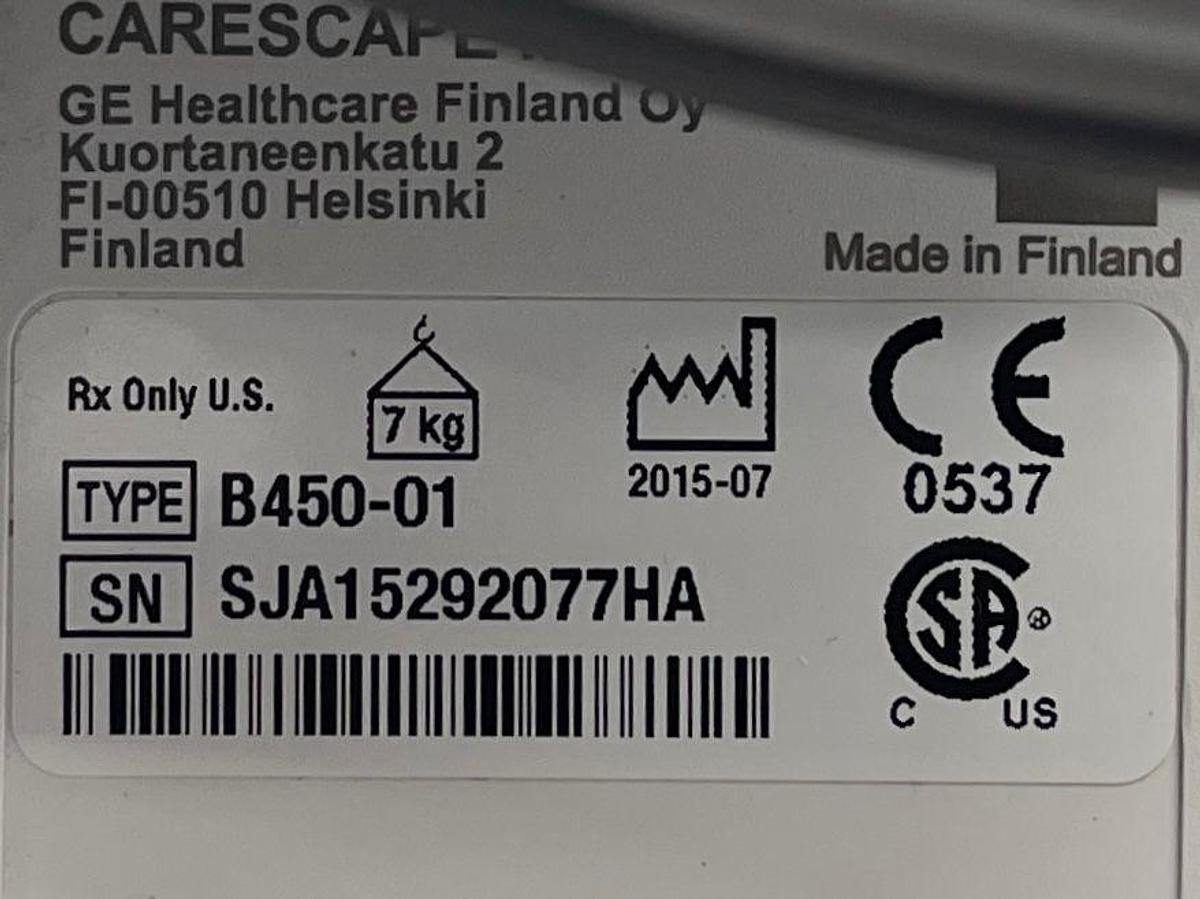 CARESCAPE
GE Healthcare Finland Oy
Kuortaneenkatu 2
FI-00510 Helsinki
Finland
Made in Finland
Rx Only U.S.
7 kg
2015-07
CE
0537
TYPE B450-01
SN SJA15292077HA
CSA ®
C US